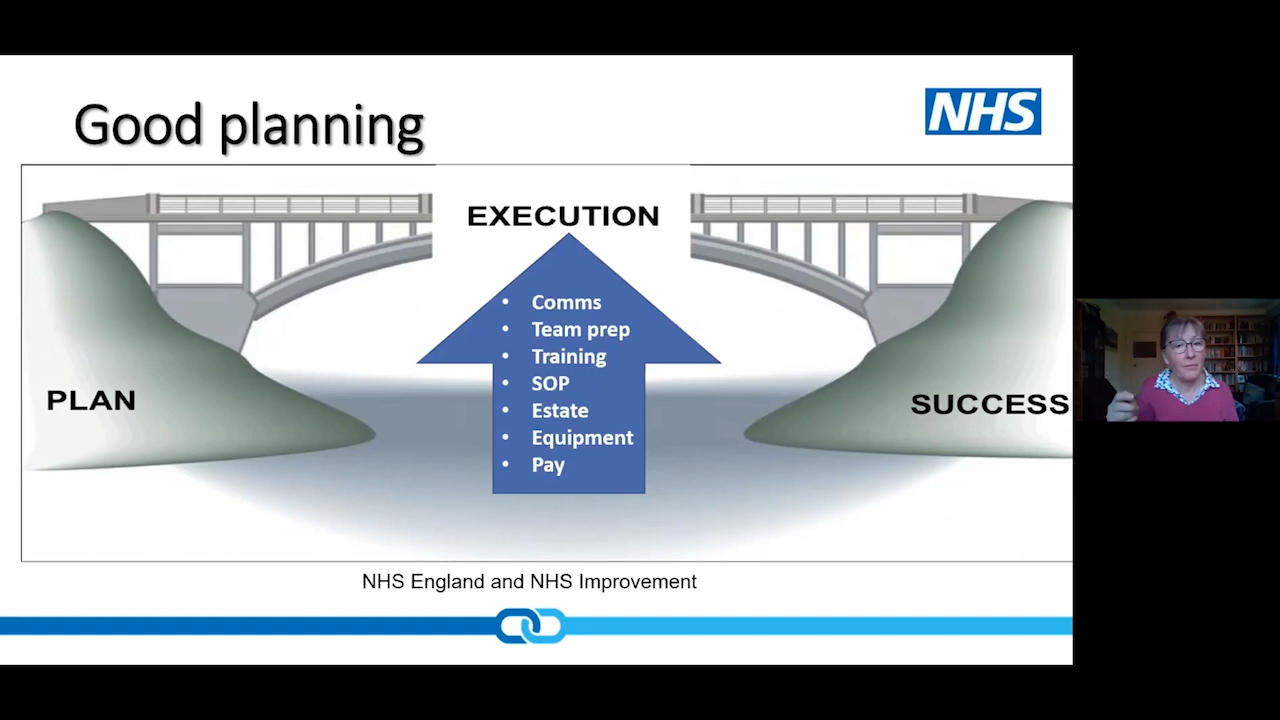 Good planning
NHS
EXECUTION
• Comms
• Team prep
• Training
• SOP
• Estate
• Equipment
• Pay
PLAN
SUCCESS
NHS England and NHS Improvement